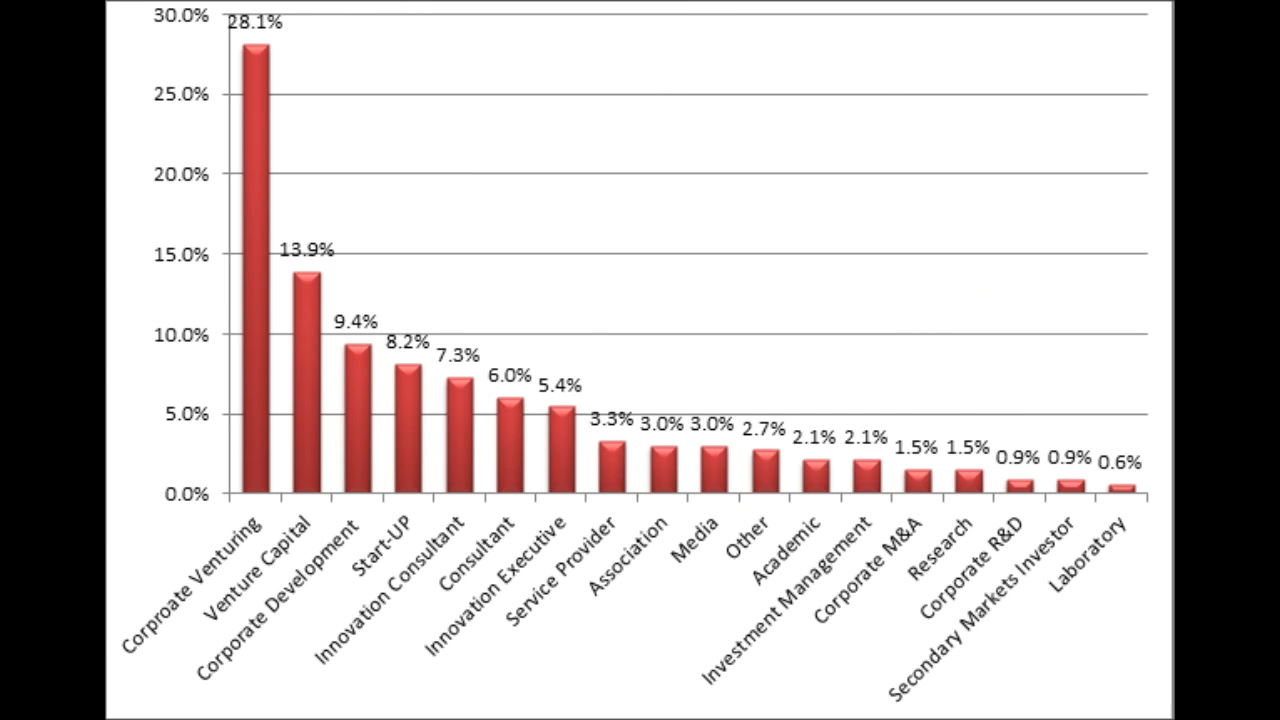 30.0%
25.0%
20.0%
15.0%
10.0%
5.0%
0.0%
28.1%
13.9%
9.4%
8.2%
7.3%
6.0%
5.4%
3.3%
3.0%
3.0%
2.7%
2.1%
2.1%
1.5%
1.5%
0.9%
0.9%
0.6%
Corproate Venturing
Venture Capital
Corporate Development
Start-UP
Innovation Consultant
Consultant
Innovation Executive
Service Provider
Association
Media
Other
Academic
Investment Management
Corporate M&A
Research
Corporate R&D
Secondary Markets Investor
Laboratory